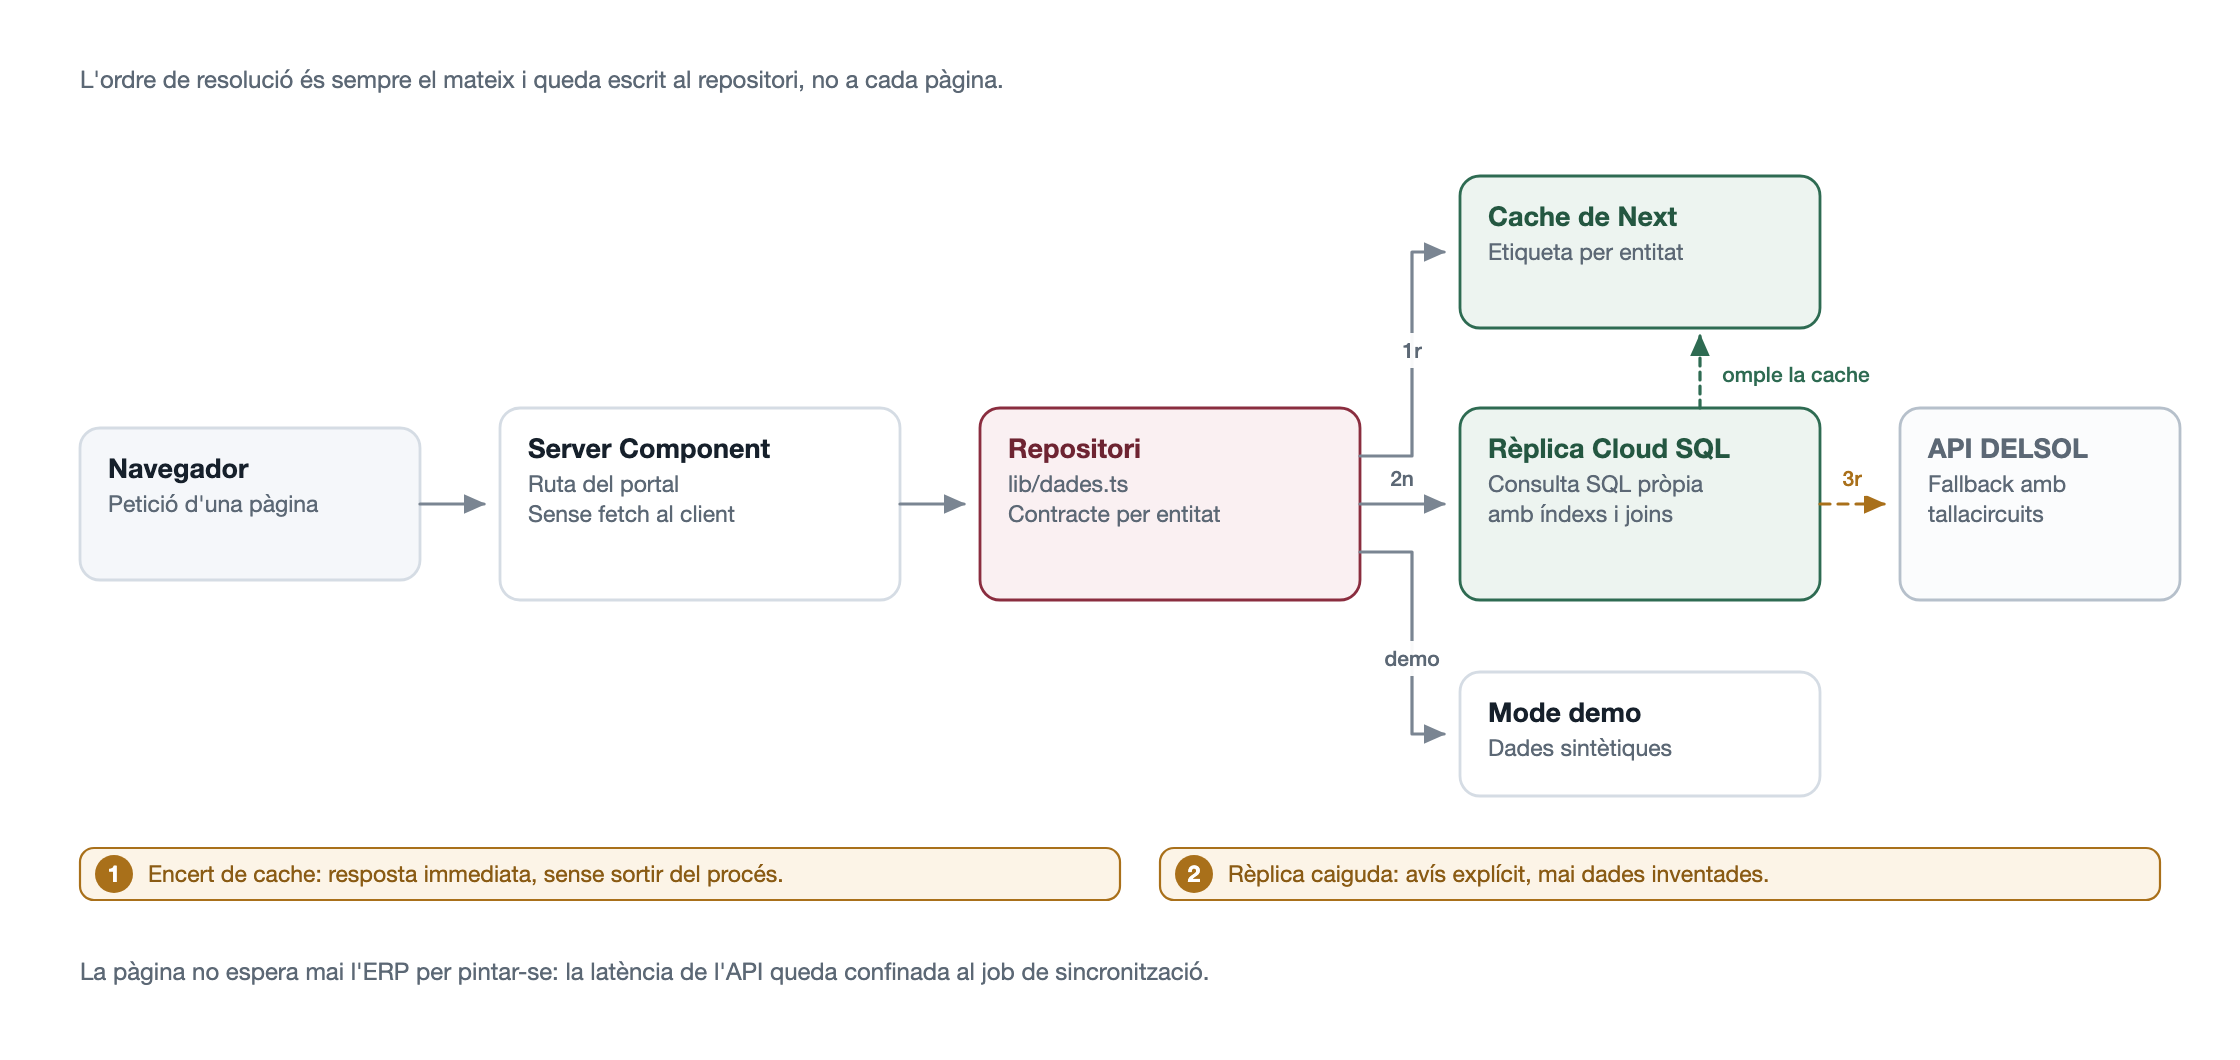 L'ordre de resolució és sempre el mateix i queda escrit al repositori, no a cada pàgina.
Cache de Next
Etiqueta per entitat
1r
omple la cache
Navegador
Petició d'una pàgina
Server Component
Ruta del portal
Sense fetch al client
Repositori
lib/dades.ts
Contracte per entitat
2n
Rèplica Cloud SQL
Consulta SQL pròpia
amb índexs i joins
3r
API DELSOL
Fallback amb
tallacircuits
demo
Mode demo
Dades sintètiques
1 Encert de cache: resposta immediata, sense sortir del procés.
2 Rèplica caiguda: avís explícit, mai dades inventades.
La pàgina no espera mai l'ERP per pintar-se: la latència de l'API queda confinada al job de sincronització.